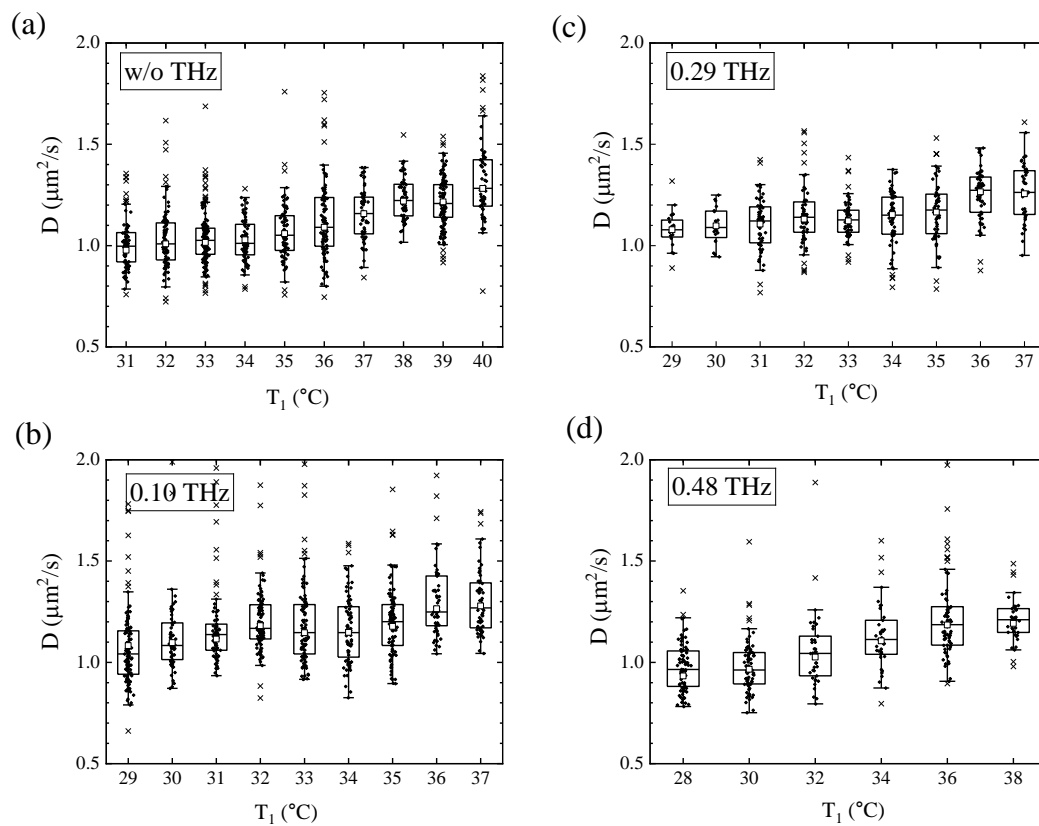 (a)
2.0
1.5
1.0
0.5
D (μm²/s)
w/o THz
31 32 33 34 35 36 37 38 39 40
T₁ (°C)
(c)
2.0
1.5
1.0
0.5
D (μm²/s)
0.29 THz
29 30 31 32 33 34 35 36 37
T₁ (°C)
(b)
2.0
1.5
1.0
0.5
D (μm²/s)
0.10 THz
29 30 31 32 33 34 35 36 37
T₁ (°C)
(d)
2.0
1.5
1.0
0.5
D (μm²/s)
0.48 THz
28 30 32 34 36 38
T₁ (°C)